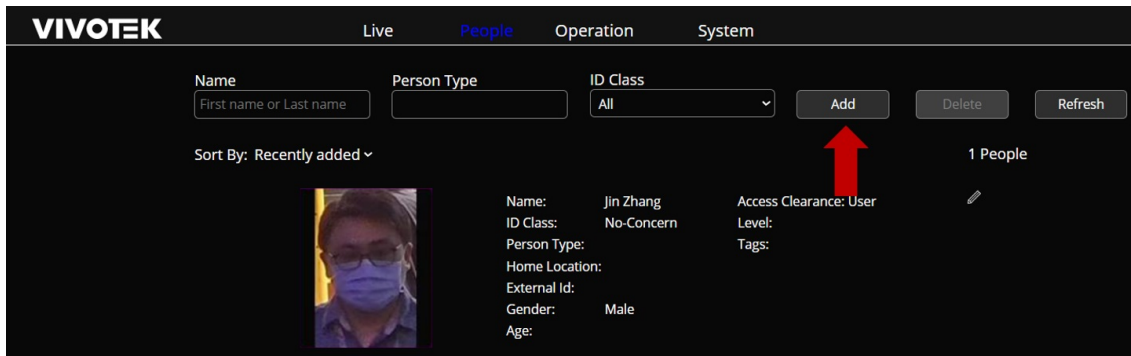 VIVOTEK Live People Operation System
Name Person Type ID Class
First name or Last name All Add Delete Refresh
Sort By: Recently added 1 People
Name: Jin Zhang Access Clearance: User
ID Class: No-Concern Level:
Person Type: Tags:
Home Location:
External Id:
Gender: Male
Age: